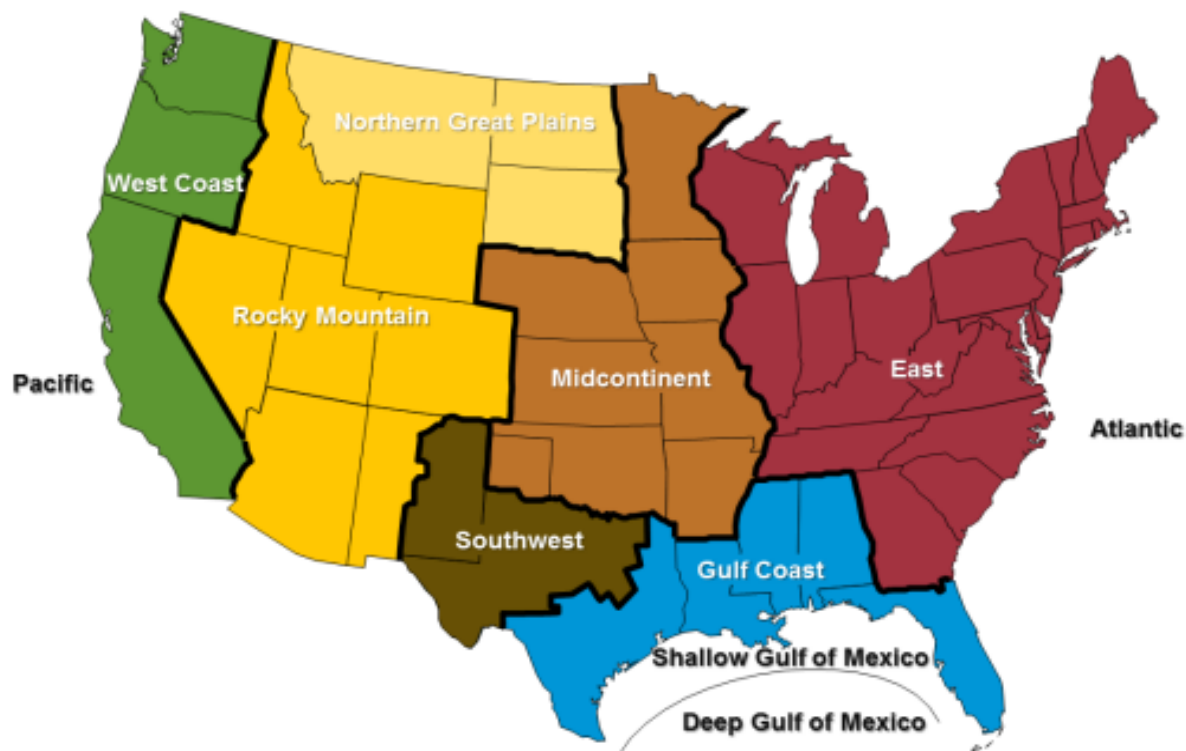 Northern Great Plains
West Coast
Rocky Mountain
Pacific
Midcontinent
East
Atlantic
Southwest
Gulf Coast
Shallow Gulf of Mexico
Deep Gulf of Mexico